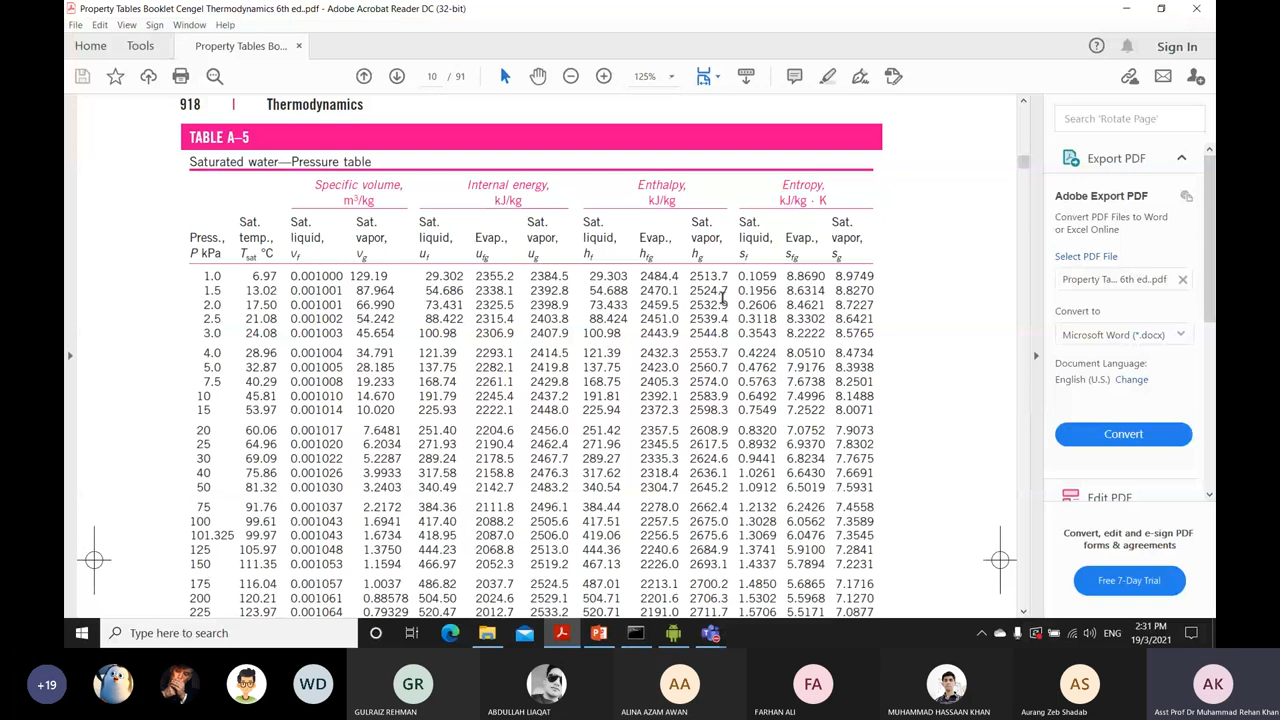 Property Tables Booklet Cengel Thermodynamics 6th ed..pdf - Adobe Acrobat Reader DC (32-bit)
File Edit View Sign Window Help
Home Tools Property Tables Bo... × Sign In
10 / 91 125%
918 | Thermodynamics
TABLE A–5
Saturated water—Pressure table
Specific volume, Internal energy, Enthalpy, Entropy,
m³/kg kJ/kg kJ/kg kJ/kg · K
Sat. Sat. Sat. Sat. Sat. Sat. Sat. Sat. Sat.
Press., temp., liquid, vapor, liquid, Evap., vapor, liquid, Evap., vapor, liquid, Evap., vapor,
P kPa Tsat °C vf vg uf ufg ug hf hfg hg sf sfg sg
1.0 6.97 0.001000 129.19 29.302 2355.2 2384.5 29.303 2484.4 2513.7 0.1059 8.8690 8.9749
1.5 13.02 0.001001 87.964 54.686 2338.1 2392.8 54.688 2470.1 2524.7 0.1956 8.6314 8.8270
2.0 17.50 0.001001 66.990 73.431 2325.5 2398.9 73.433 2459.5 2532.9 0.2606 8.4621 8.7227
2.5 21.08 0.001002 54.242 88.422 2315.4 2403.8 88.424 2451.0 2539.4 0.3118 8.3302 8.6421
3.0 24.08 0.001003 45.654 100.98 2306.9 2407.9 100.98 2443.9 2544.8 0.3543 8.2222 8.5765
4.0 28.96 0.001004 34.791 121.39 2293.1 2414.5 121.39 2432.3 2553.7 0.4224 8.0510 8.4734
5.0 32.87 0.001005 28.185 137.75 2282.1 2419.8 137.75 2423.0 2560.7 0.4762 7.9176 8.3938
7.5 40.29 0.001008 19.233 168.74 2261.1 2429.8 168.75 2405.3 2574.0 0.5763 7.6738 8.2501
10 45.81 0.001010 14.670 191.79 2245.4 2437.2 191.81 2392.1 2583.9 0.6492 7.4996 8.1488
15 53.97 0.001014 10.020 225.93 2222.1 2448.0 225.94 2372.3 2598.3 0.7549 7.2522 8.0071
20 60.06 0.001017 7.6481 251.40 2204.6 2456.0 251.42 2357.5 2608.9 0.8320 7.0752 7.9073
25 64.96 0.001020 6.2034 271.93 2190.4 2462.4 271.96 2345.5 2617.5 0.8932 6.9370 7.8302
30 69.09 0.001022 5.2287 289.24 2178.5 2467.7 289.27 2335.3 2624.6 0.9441 6.8234 7.7675
40 75.86 0.001026 3.9933 317.58 2158.8 2476.3 317.62 2318.4 2636.1 1.0261 6.6430 7.6691
50 81.32 0.001030 3.2403 340.49 2142.7 2483.2 340.54 2304.7 2645.2 1.0912 6.5019 7.5931
75 91.76 0.001037 2.2172 384.36 2111.8 2496.1 384.44 2278.0 2662.4 1.2132 6.2426 7.4558
100 99.61 0.001043 1.6941 417.40 2088.2 2505.6 417.51 2257.5 2675.0 1.3028 6.0562 7.3589
101.325 99.97 0.001043 1.6734 418.95 2087.0 2506.0 419.06 2256.5 2675.6 1.3069 6.0476 7.3545
125 105.97 0.001048 1.3750 444.23 2068.8 2513.0 444.36 2240.6 2684.9 1.3741 5.9100 7.2841
150 111.35 0.001053 1.1594 466.97 2052.3 2519.2 467.13 2226.0 2693.1 1.4337 5.7894 7.2231
175 116.04 0.001057 1.0037 486.82 2037.7 2524.5 487.01 2213.1 2700.2 1.4850 5.6865 7.1716
200 120.21 0.001061 0.88578 504.50 2024.6 2529.1 504.71 2201.6 2706.3 1.5302 5.5968 7.1270
225 123.97 0.001064 0.79329 520.47 2012.7 2533.2 520.71 2191.0 2711.7 1.5706 5.5171 7.0877
Search 'Rotate Page'
Export PDF
Adobe Export PDF
Convert PDF Files to Word
or Excel Online
Select PDF File
Property Ta... 6th ed..pdf
Convert to
Microsoft Word (*.docx)
Document Language:
English (U.S.) Change
Convert
Edit PDF
Convert, edit and e-sign PDF
forms & agreements
Free 7-Day Trial
Type here to search
ENG
2:31 PM
19/3/2021
+19 WD GR AA FA AS AK
GULRAIZ REHMAN ABDULLAH LIAQAT ALINA AZAM AWAN FARHAN ALI MUHAMMAD HASSAAN KHAN Aurang Zeb Shadab Asst Prof Dr Muhammad Rehan Khan